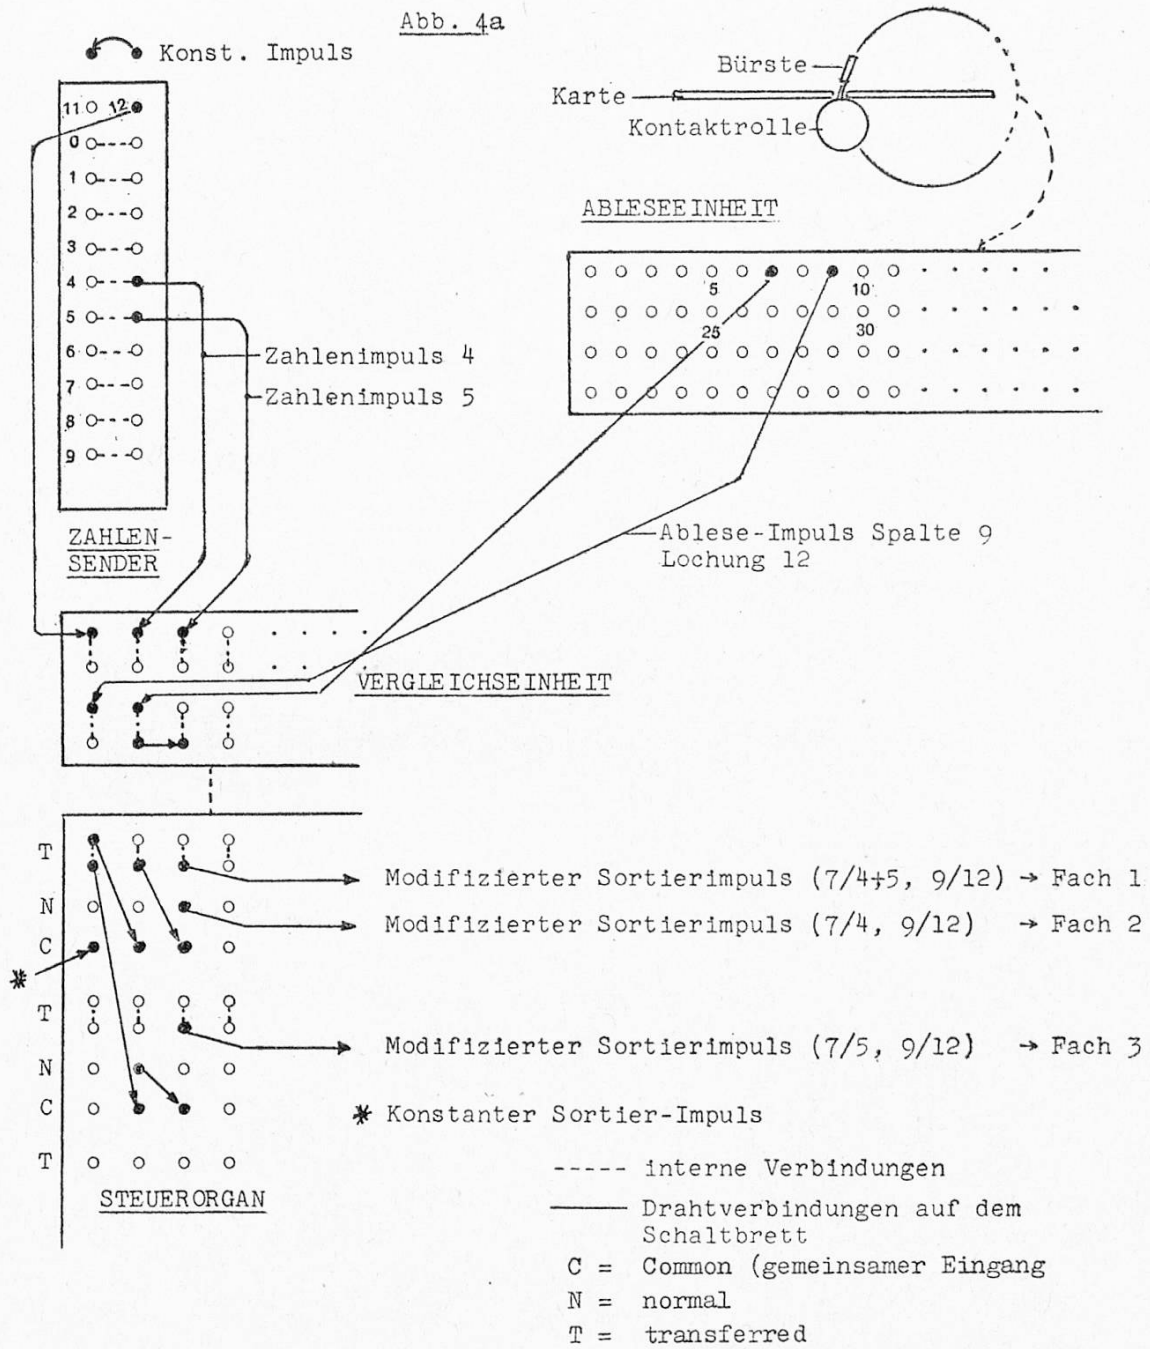 Abb. 4a
Konst. Impuls
11 12
0
1
2
3
4
5
6
7
8
9
Zahlenimpuls 4
Zahlenimpuls 5
ZAHLEN-
SENDER
Bürste
Karte
Kontaktrolle
ABLESEEINHEIT
5 10
25 30
Ablese-Impuls Spalte 9
Lochung 12
VERGLEICHSEINHEIT
T
Modifizierter Sortierimpuls (7/4+5, 9/12) → Fach 1
N
Modifizierter Sortierimpuls (7/4, 9/12) → Fach 2
C
*
T
Modifizierter Sortierimpuls (7/5, 9/12) → Fach 3
N
C
* Konstanter Sortier-Impuls
T
STEUERORGAN
----- interne Verbindungen
——— Drahtverbindungen auf dem
Schaltbrett
C = Common (gemeinsamer Eingang
N = normal
T = transferred